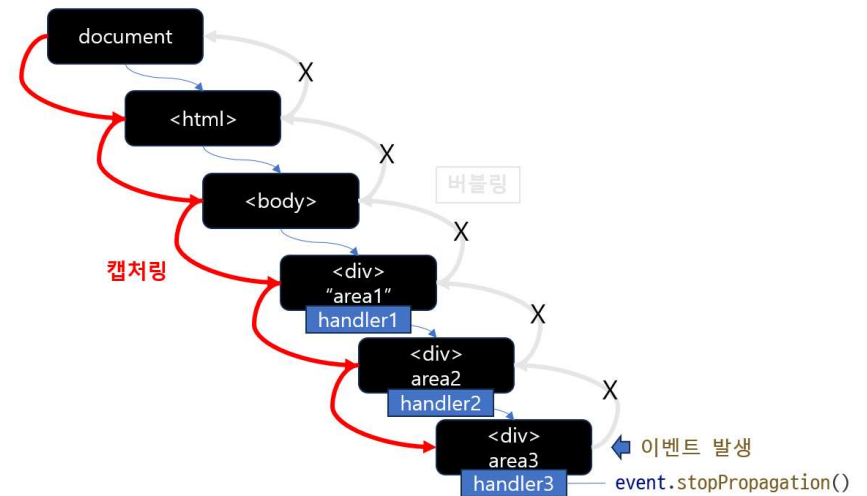 document
X
<html>
X
버블링
<body>
X
캡처링
<div>
“area1”
handler1
X
<div>
area2
handler2
X
<div>
area3
이벤트 발생
handler3
event.stopPropagation()